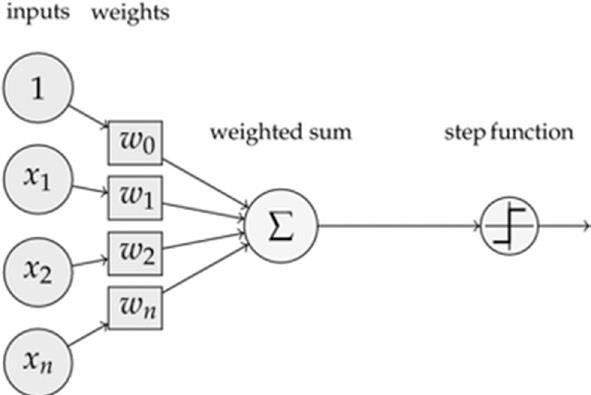 inputs weights
1
w₀
weighted sum
step function
x₁
w₁
Σ
x₂
w₂
wₙ
xₙ